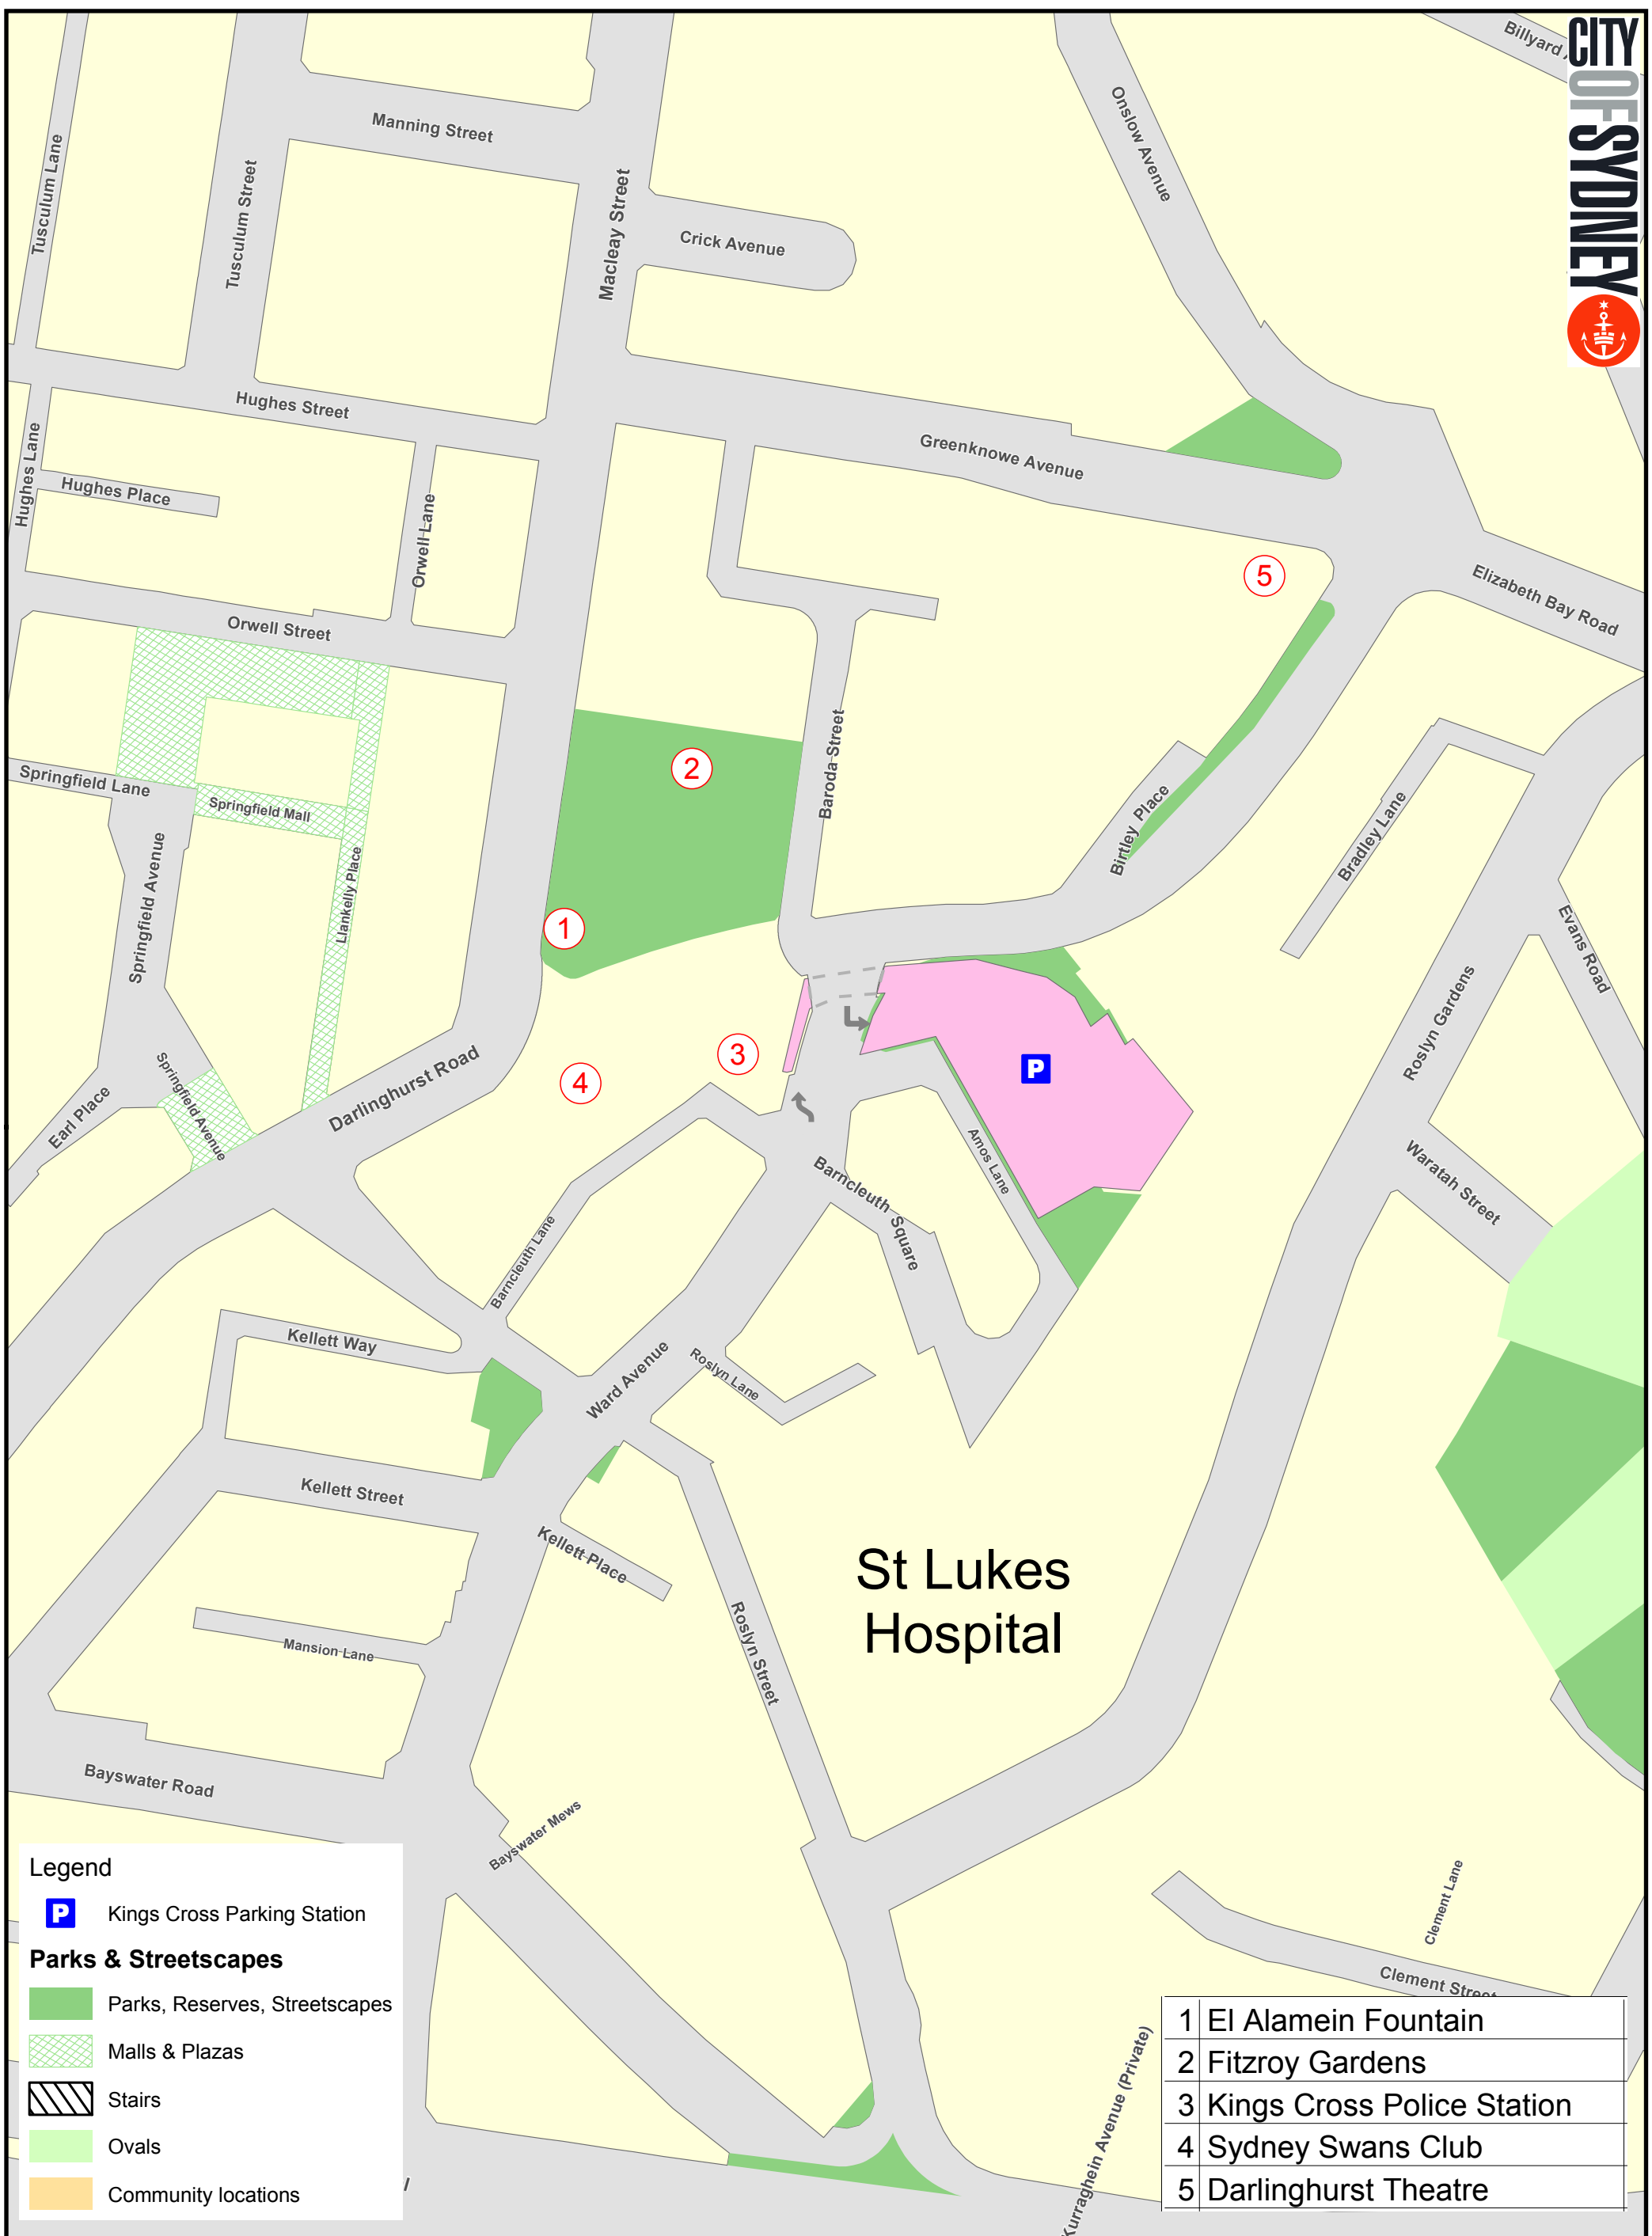 Billyard
CITY OF SYDNEY
Onslow Avenue
Manning Street
Tusculum Lane
Tusculum Street
Macleay Street
Crick Avenue
Hughes Street
Greenknowe Avenue
Hughes Lane
Hughes Place
Orwell Lane
5
Elizabeth Bay Road
Orwell Street
2
Springfield Lane
Springfield Mall
Baroda Street
Birtley Place
Bradley Lane
Springfield Avenue
Llankelly Place
1
Evans Road
Roslyn Gardens
3
4
P
Darlinghurst Road
Springfield Avenue
Earl Place
Amos Lane
Barncleuth Square
Waratah Street
Barncleuth Lane
Kellett Way
Ward Avenue
Roslyn Lane
Kellett Street
Kellett Place
St Lukes
Hospital
Mansion Lane
Roslyn Street
Bayswater Road
Bayswater Mews
Clement Lane
Clement Street
Kurraghein Avenue (Private)
Legend
P Kings Cross Parking Station
Parks & Streetscapes
Parks, Reserves, Streetscapes
Malls & Plazas
Stairs
Ovals
Community locations
1 El Alamein Fountain
2 Fitzroy Gardens
3 Kings Cross Police Station
4 Sydney Swans Club
5 Darlinghurst Theatre